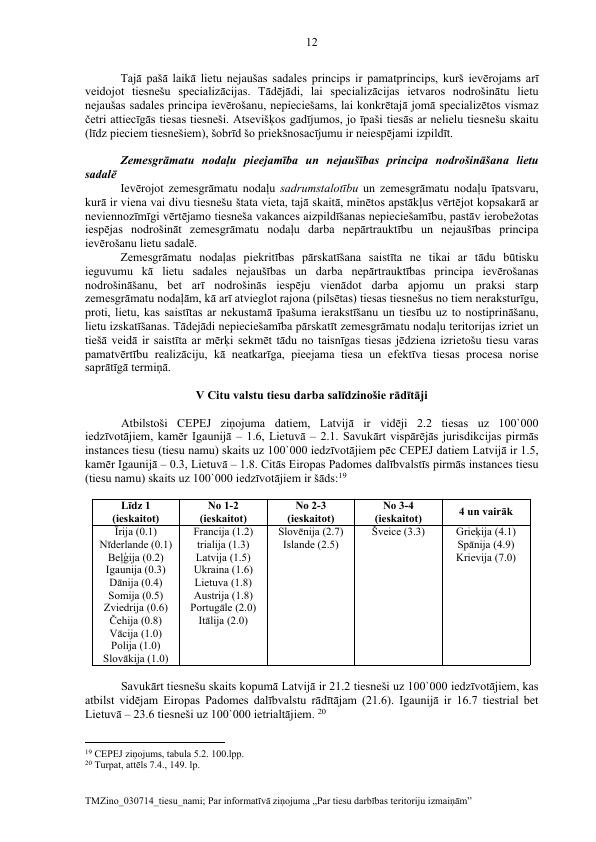 12
Tajā pašā laikā lietu nejaušas sadales princips ir pamatprincips, kurš ievērojams arī
veidojot tiesnešu specializācijas. Tādējādi, lai specializācijas ietvaros nodrošinātu lietu
nejaušas sadales principa ievērošanu, nepieciešams, lai konkrētajā jomā specializētos vismaz
četri attiecīgās tiesas tiesneši. Atsevišķos gadījumos, jo īpaši tiesās ar nelielu tiesnešu skaitu
(līdz pieciem tiesnešiem), šobrīd šo priekšnosacījumu ir neiespējami izpildīt.
Zemesgrāmatu nodaļu pieejamība un nejaušības principa nodrošināšana lietu
sadalē
Ievērojot zemesgrāmatu nodaļu sadrumstalotību un zemesgrāmatu nodaļu īpatsvaru,
kurā ir viena vai divu tiesnešu štata vieta, tajā skaitā, minētos apstākļus vērtējot kopsakarā ar
neviennozīmīgi vērtējamo tiesneša vakances aizpildīšanas nepieciešamību, pastāv ierobežotas
iespējas nodrošināt zemesgrāmatu nodaļu darba nepārtrauktību un nejaušības principa
ievērošanu lietu sadalē.
Zemesgrāmatu nodaļas piekritības pārskatīšana saistīta ne tikai ar tādu būtisku
ieguvumu kā lietu sadales nejaušības un darba nepārtrauktības principa ievērošanas
nodrošināšanu, bet arī nodrošinās iespēju vienādot darba apjomu un praksi starp
zemesgrāmatu nodaļām, kā arī atvieglot rajona (pilsētas) tiesas tiesnešus no tiem neraksturīgu,
proti, lietu, kas saistītas ar nekustamā īpašuma ierakstīšanu un tiesību uz to nostiprināšanu,
lietu izskatīšanas. Tādejādi nepieciešamība pārskatīt zemesgrāmatu nodaļu teritorijas izriet un
tiešā veidā ir saistīta ar mērķi sekmēt tādu no taisnīgas tiesas jēdziena izrietošu tiesu varas
pamatvērtību realizāciju, kā neatkarīga, pieejama tiesa un efektīva tiesas procesa norise
saprātīgā termiņā.
V Citu valstu tiesu darba salīdzinošie rādītāji
Atbilstoši CEPEJ ziņojuma datiem, Latvijā ir vidēji 2.2 tiesas uz 100`000
iedzīvotājiem, kamēr Igaunijā – 1.6, Lietuvā – 2.1. Savukārt vispārējās jurisdikcijas pirmās
instances tiesu (tiesu namu) skaits uz 100`000 iedzīvotājiem pēc CEPEJ datiem Latvijā ir 1.5,
kamēr Igaunijā – 0.3, Lietuvā – 1.8. Citās Eiropas Padomes dalībvalstīs pirmās instances tiesu
(tiesu namu) skaits uz 100`000 iedzīvotājiem ir šāds:19
Līdz 1 No 1-2 No 2-3 No 3-4 4 un vairāk
(ieskaitot) (ieskaitot) (ieskaitot) (ieskaitot)
Īrija (0.1) Francija (1.2) Slovēnija (2.7) Šveice (3.3) Grieķija (4.1)
Nīderlande (0.1) trialija (1.3) Islande (2.5) Spānija (4.9)
Beļģija (0.2) Latvija (1.5) Krievija (7.0)
Igaunija (0.3) Ukraina (1.6)
Dānija (0.4) Lietuva (1.8)
Somija (0.5) Austrija (1.8)
Zviedrija (0.6) Portugāle (2.0)
Čehija (0.8) Itālija (2.0)
Vācija (1.0)
Polija (1.0)
Slovākija (1.0)
Savukārt tiesnešu skaits kopumā Latvijā ir 21.2 tiesneši uz 100`000 iedzīvotājiem, kas
atbilst vidējam Eiropas Padomes dalībvalstu rādītājam (21.6). Igaunijā ir 16.7 tiestrial bet
Lietuvā – 23.6 tiesneši uz 100`000 ietrialtājiem. 20
19 CEPEJ ziņojums, tabula 5.2. 100.lpp.
20 Turpat, attēls 7.4., 149. lp.
TMZino_030714_tiesu_nami; Par informatīvā ziņojuma „Par tiesu darbības teritoriju izmaiņām”